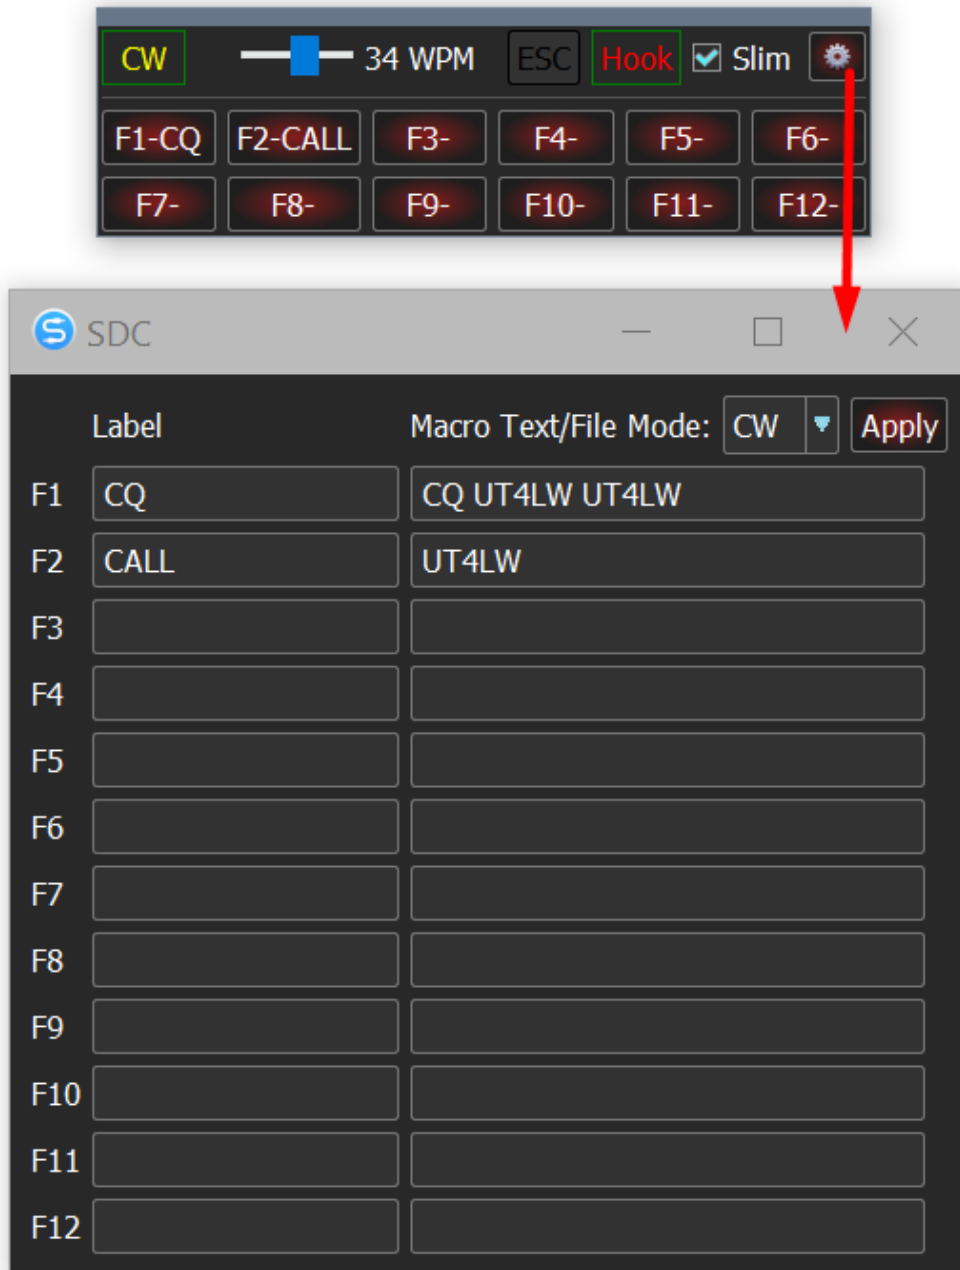 CW 34 WPM ESC Hook Slim
F1-CQ F2-CALL F3- F4- F5- F6-
F7- F8- F9- F10- F11- F12-
SDC
Label Macro Text/File Mode: CW Apply
F1 CQ CQ UT4LW UT4LW
F2 CALL UT4LW
F3
F4
F5
F6
F7
F8
F9
F10
F11
F12